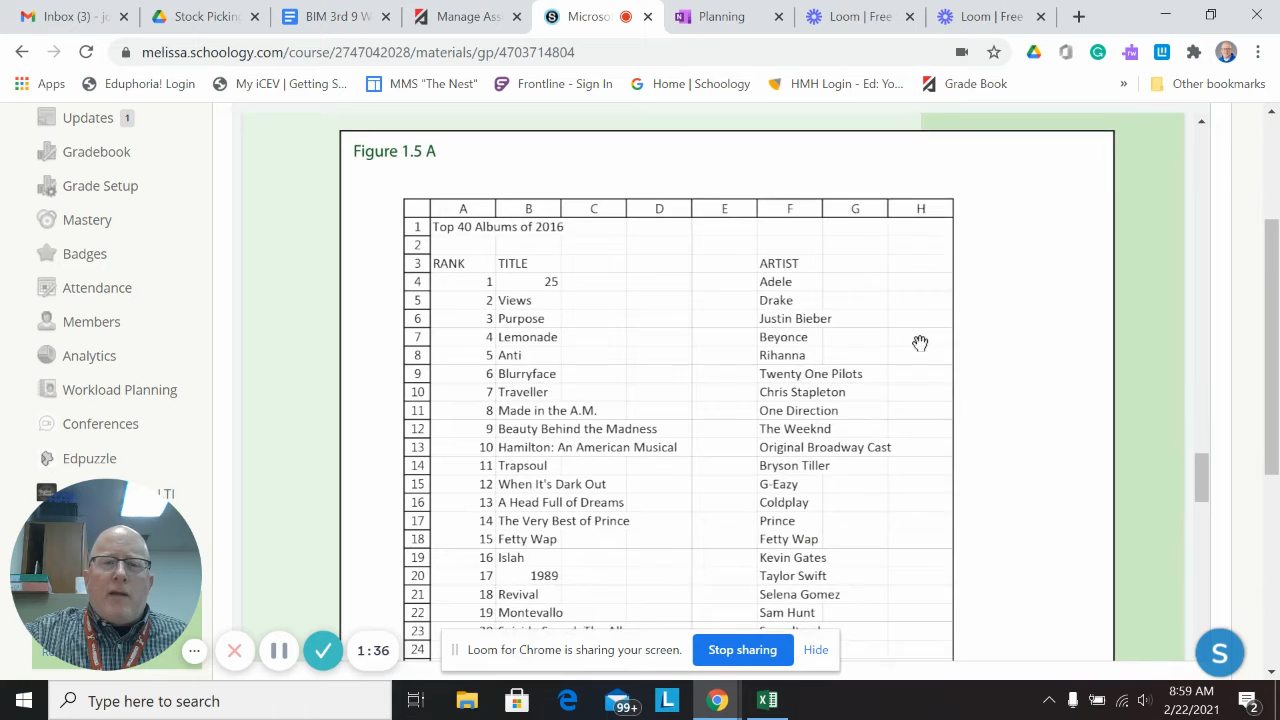 Inbox (93) - jo
Stock Picking
BIM 3rd 9 W
Manage Ass
Microso
Planning
Loom | Free
Loom | Free
melissa.schoology.com/course/2747042028/materials/gp/4703714804
Apps
Eduphoria! Login
My iCEV | Getting S...
MMS "The Nest"
Frontline - Sign In
Home | Schoology
HMH Login - Ed: Yo...
Grade Book
»
Other bookmarks
Updates 1
Gradebook
Grade Setup
Mastery
Badges
Attendance
Members
Analytics
Workload Planning
Conferences
Edpuzzle
Figure 1.5 A
A B C D E F G H
1 Top 40 Albums of 2016
2
3 RANK TITLE ARTIST
4 1 25 Adele
5 2 Views Drake
6 3 Purpose Justin Bieber
7 4 Lemonade Beyonce
8 5 Anti Rihanna
9 6 Blurryface Twenty One Pilots
10 7 Traveller Chris Stapleton
11 8 Made in the A.M. One Direction
12 9 Beauty Behind the Madness The Weeknd
13 10 Hamilton: An American Musical Original Broadway Cast
14 11 Trapsoul Bryson Tiller
15 12 When It's Dark Out G-Eazy
16 13 A Head Full of Dreams Coldplay
17 14 The Very Best of Prince Prince
18 15 Fetty Wap Fetty Wap
19 16 Islah Kevin Gates
20 17 1989 Taylor Swift
21 18 Revival Selena Gomez
22 19 Montevallo Sam Hunt
23
24
1:36
Loom for Chrome is sharing your screen.
Stop sharing
Hide
S
Type here to search
99+
L
8:59 AM
2/22/2021
2